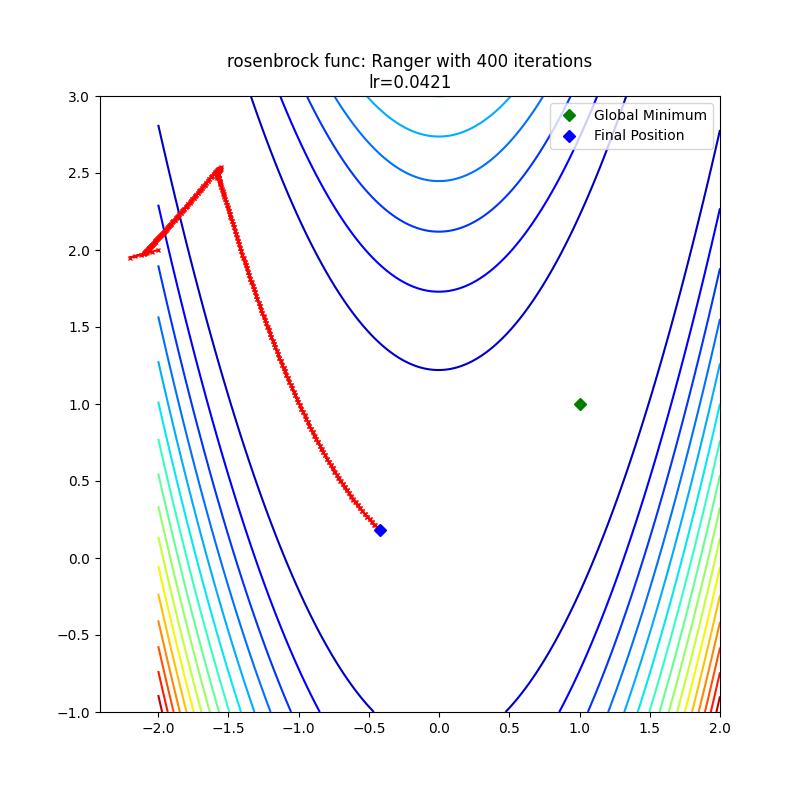 rosenbrock func: Ranger with 400 iterations
lr=0.0421
Global Minimum
Final Position
3.0
2.5
2.0
1.5
1.0
0.5
0.0
−0.5
−1.0
−2.0 −1.5 −1.0 −0.5 0.0 0.5 1.0 1.5 2.0